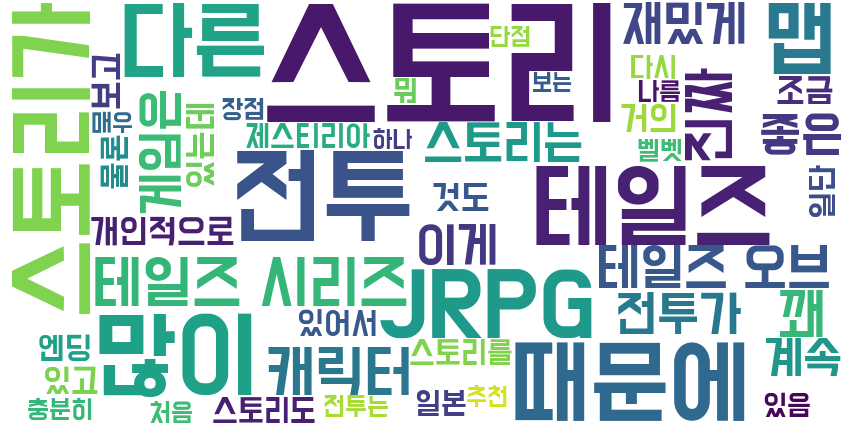 스토리가
다른
스토리
단점
재밌게
맵
보고
뭐
보는
다시
나름
진짜
조금
매우
물론
게임은
있는데
장점
제스티리아
하나
스토리는
거의
벨벳
좋은
전투
것도
테일즈
일단
개인적으로
이게
테일즈 시리즈
JRPG
테일즈 오브
많이
있어서
전투가
꽤
엔딩
캐릭터
스토리를
때문에
계속
있고
충분히
처음
스토리도
전투는
일본
추천
있음